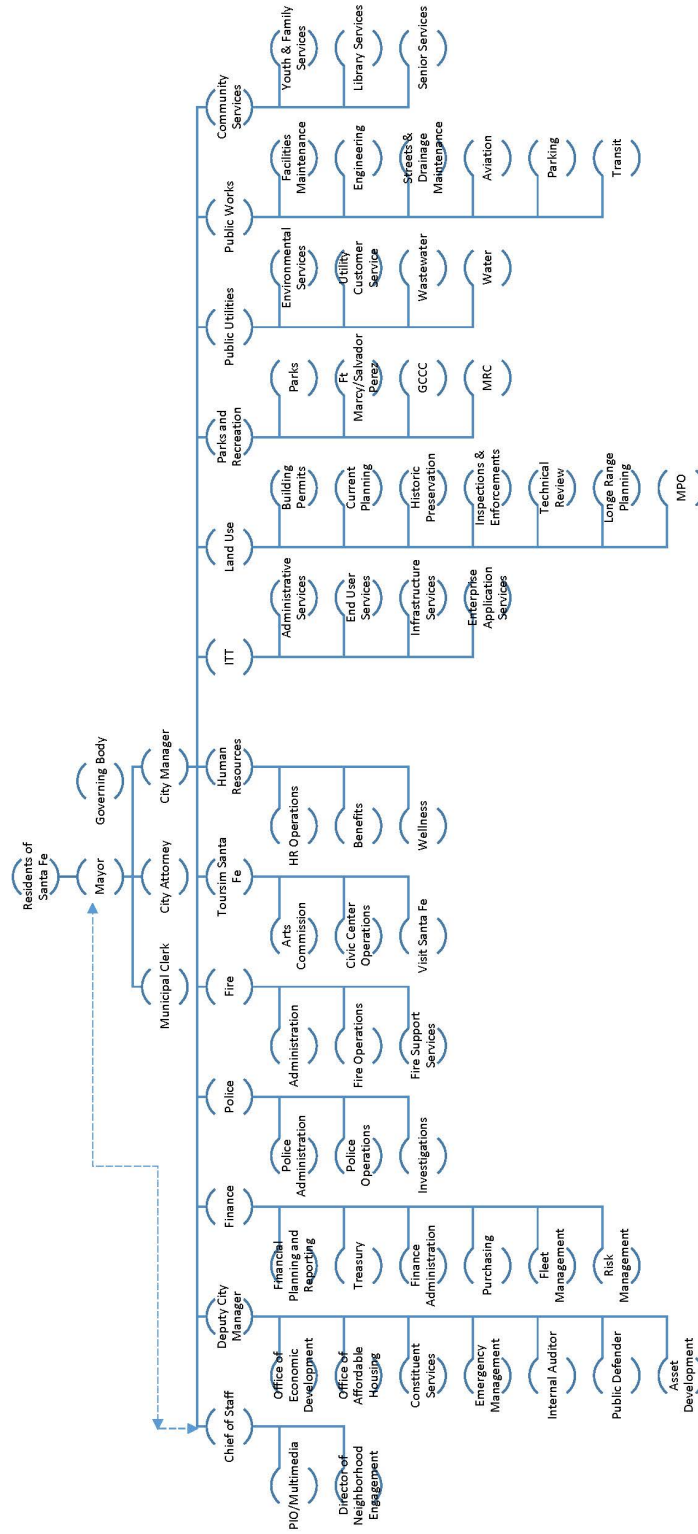 Residents of
Santa Fe
Mayor
Governing Body
Municipal Clerk
City Attorney
City Manager
Chief of Staff
PIO/Multimedia
Director of
Neighborhood
Engagement
Deputy City
Manager
Office of
Economic
Development
Office of
Affordable
Housing
Constituent
Services
Emergency
Management
Internal Auditor
Public Defender
Asset
Development
Finance
Financial
Planning and
Reporting
Treasury
Finance
Administration
Purchasing
Fleet
Management
Risk
Management
Police
Police
Administration
Police
Operations
Investigations
Fire
Administration
Fire Operations
Fire Support
Services
Toursim Santa
Fe
Arts
Commission
Civic Center
Operations
Visit Santa Fe
Human
Resources
HR Operations
Benefits
Wellness
ITT
Administrative
Services
End User
Services
Infrastructure
Services
Enterprise
Application
Services
Land Use
Building
Permits
Current
Planning
Historic
Preservation
Inspections &
Enforcements
Technical
Review
Longe Range
Planning
MPO
Parks and
Recreation
Parks
Ft
Marcy/Salvador
Perez
GCCC
MRC
Public Utilities
Environmental
Services
Utility
Customer
Service
Wastewater
Water
Public Works
Facilities
Maintenance
Engineering
Streets &
Drainage
Maintenance
Aviation
Parking
Transit
Community
Services
Youth & Family
Services
Library Services
Senior Services